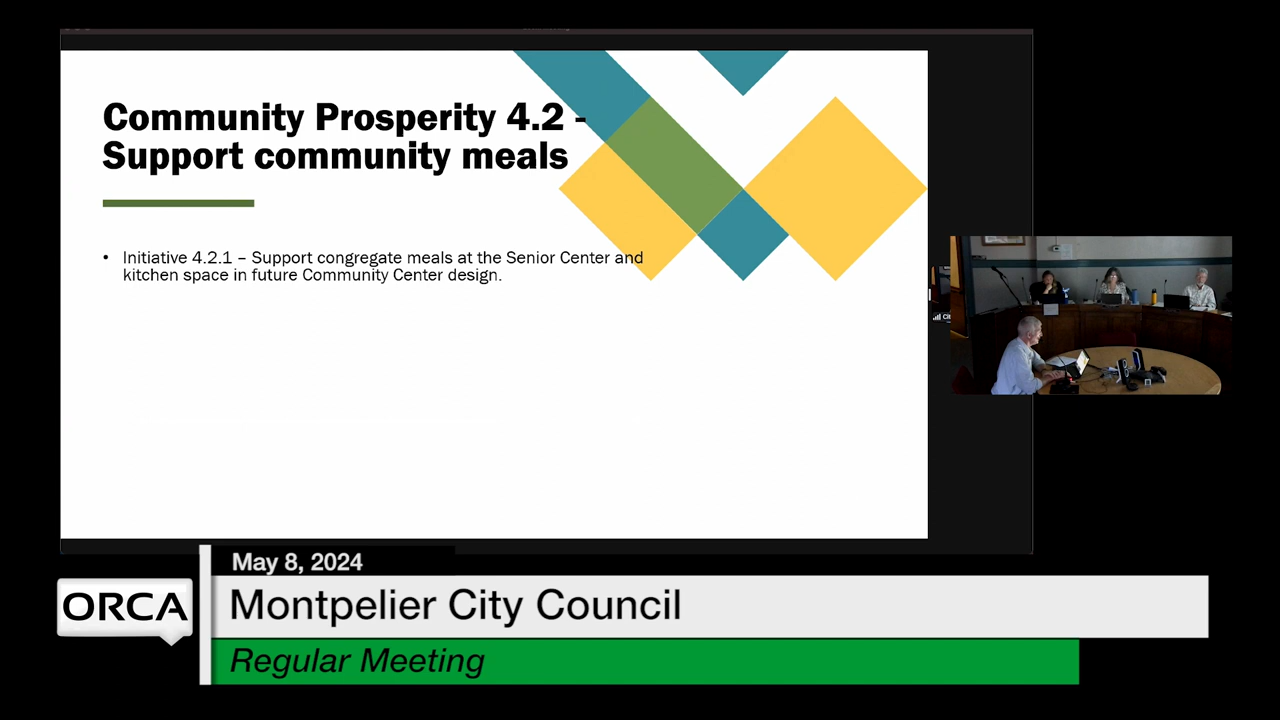 Community Prosperity 4.2 -
Support community meals
• Initiative 4.2.1 – Support congregate meals at the Senior Center and
kitchen space in future Community Center design.
May 8, 2024
ORCA
Montpelier City Council
Regular Meeting